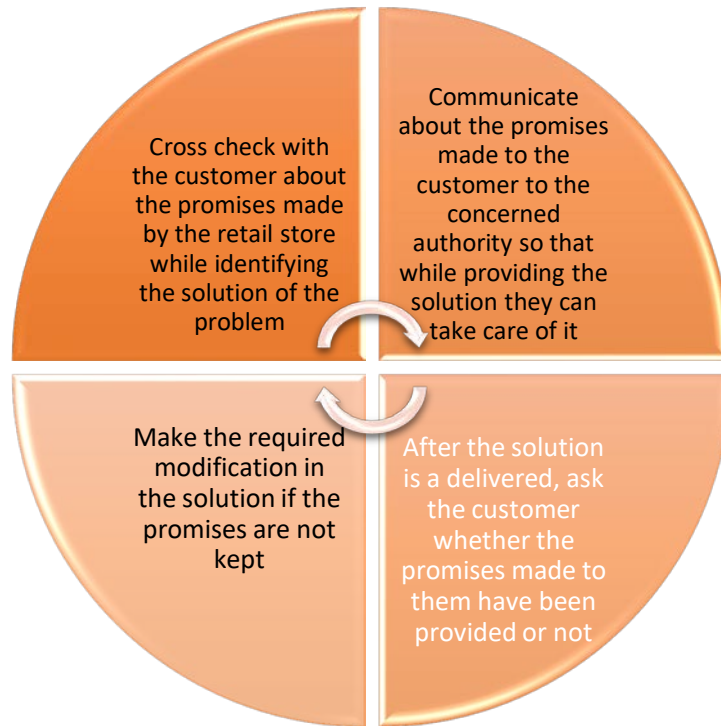 Cross check with
the customer about
the promises made
by the retail store
while identifying
the solution of the
problem
Communicate
about the promises
made to the
customer to the
concerned
authority so that
while providing the
solution they can
take care of it
After the solution
is a delivered, ask
the customer
whether the
promises made to
them have been
provided or not
Make the required
modification in
the solution if the
promises are not
kept